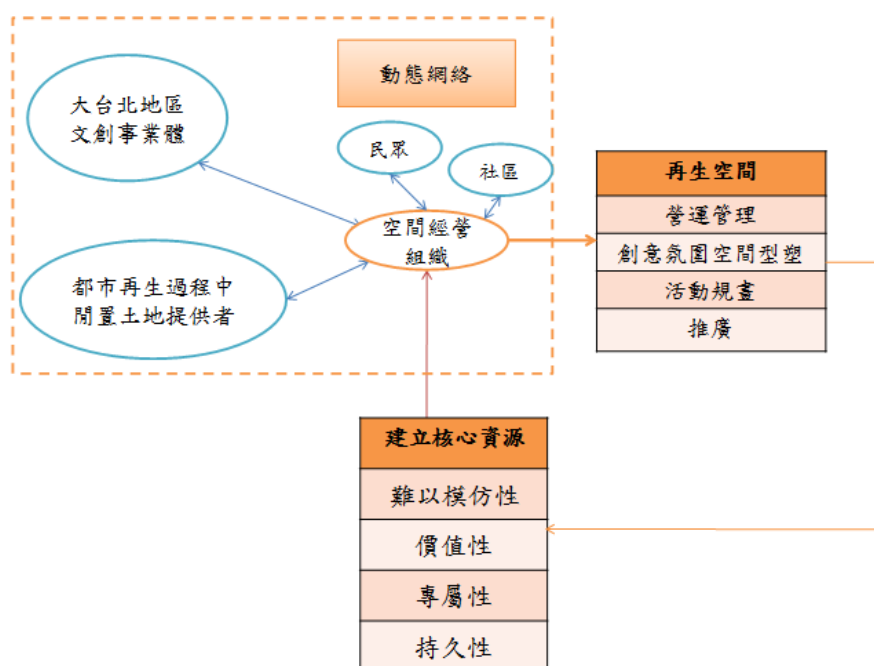 動態網絡
大台北地區
文創事業體
民眾
社區
空間經營
組織
都市再生過程中
閒置土地提供者
再生空間
營運管理
創意氛圍空間型塑
活動規畫
推廣
建立核心資源
難以模仿性
價值性
專屬性
持久性